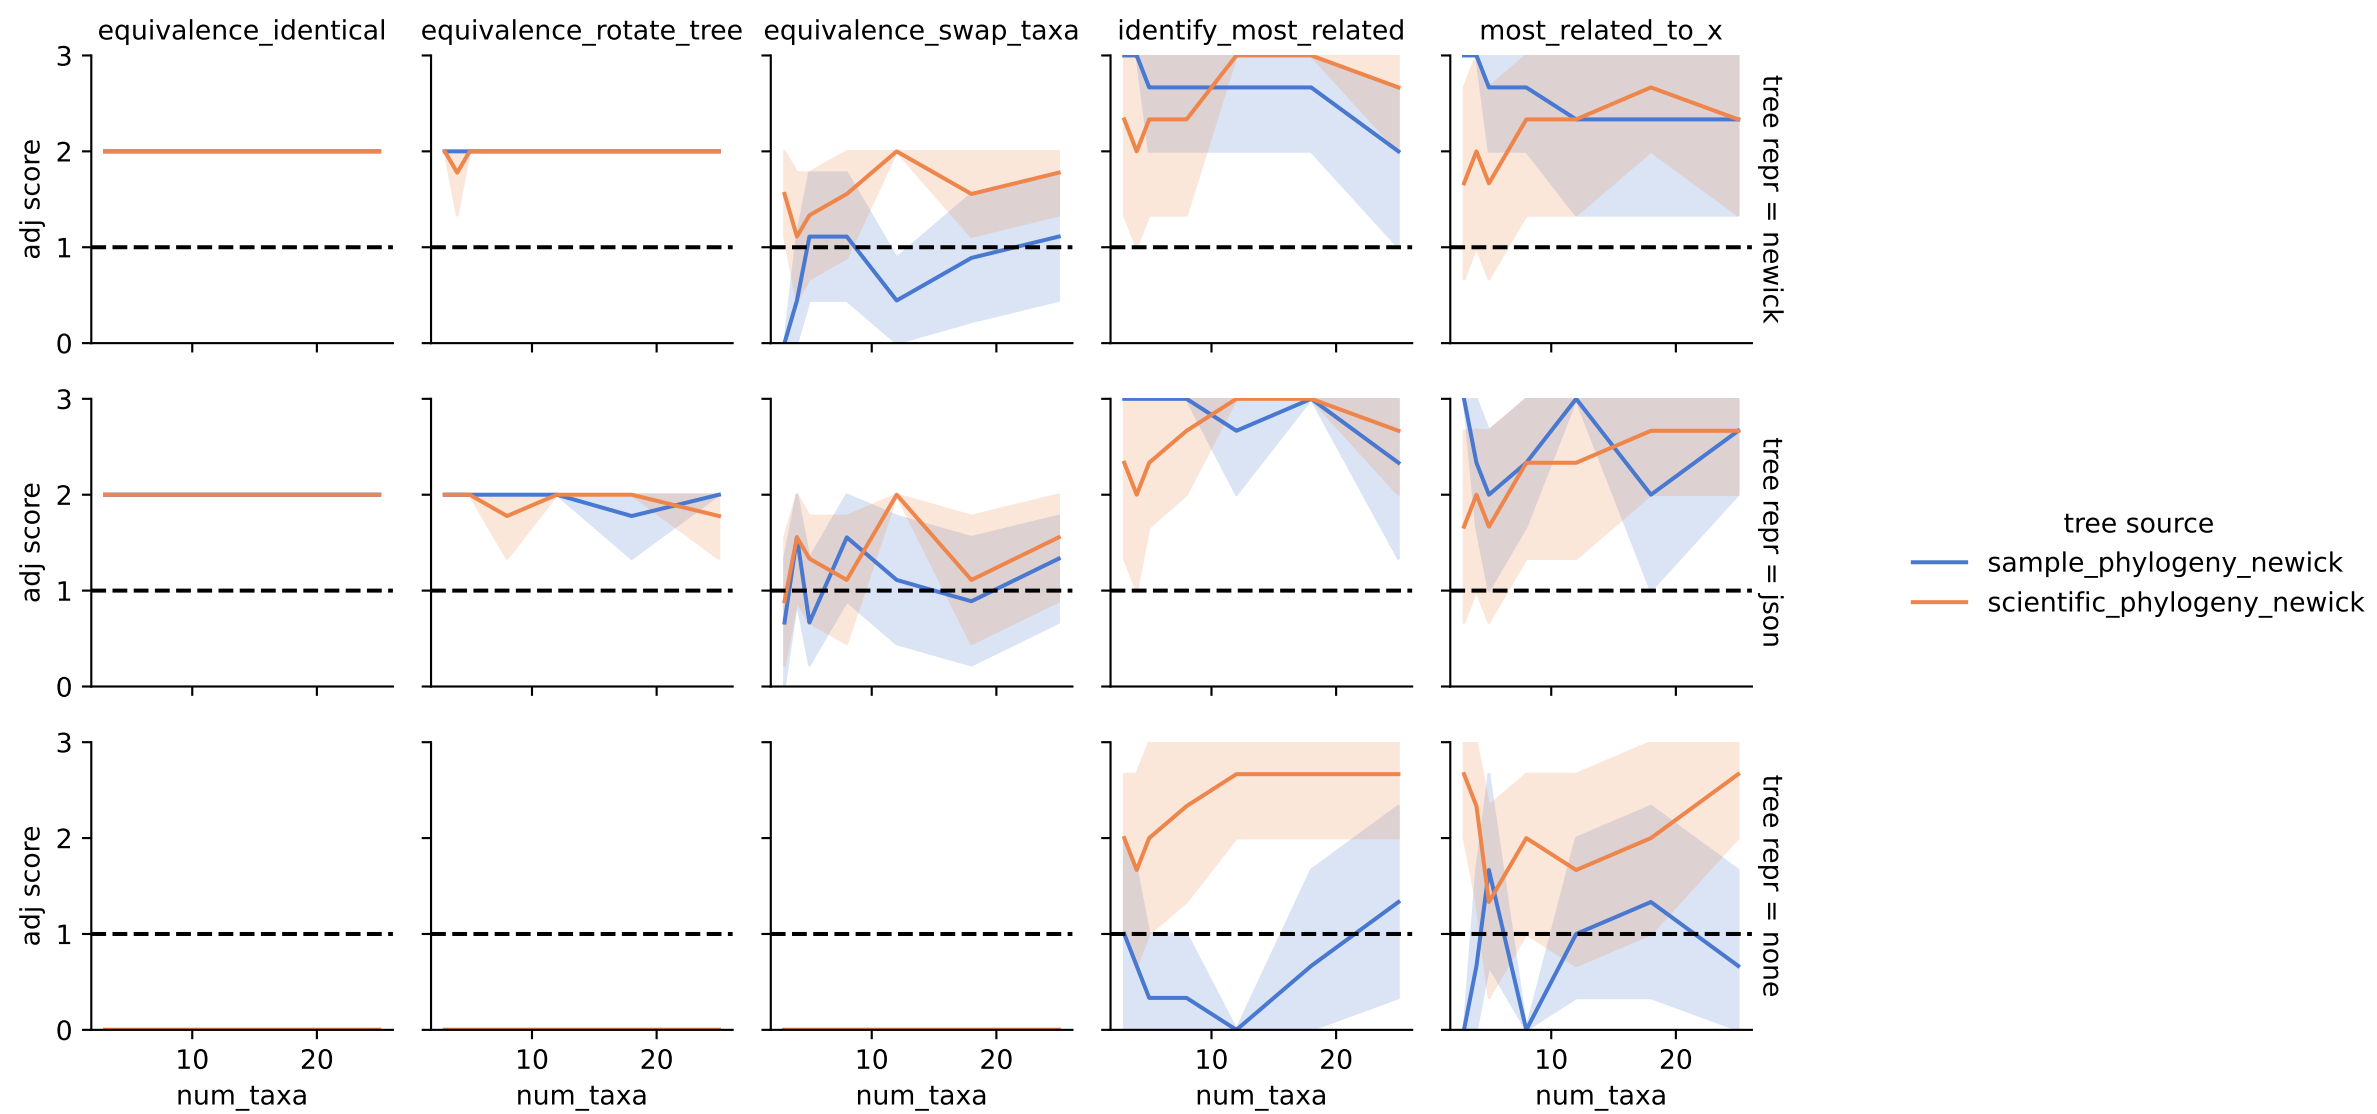 equivalence_identical
equivalence_rotate_tree
equivalence_swap_taxa
identify_most_related
most_related_to_x
3
2
1
0
adj score
tree repr = newick
3
2
1
0
adj score
tree repr = json
tree source
sample_phylogeny_newick
scientific_phylogeny_newick
3
2
1
0
adj score
tree repr = none
10 20
10 20
10 20
10 20
10 20
num_taxa
num_taxa
num_taxa
num_taxa
num_taxa